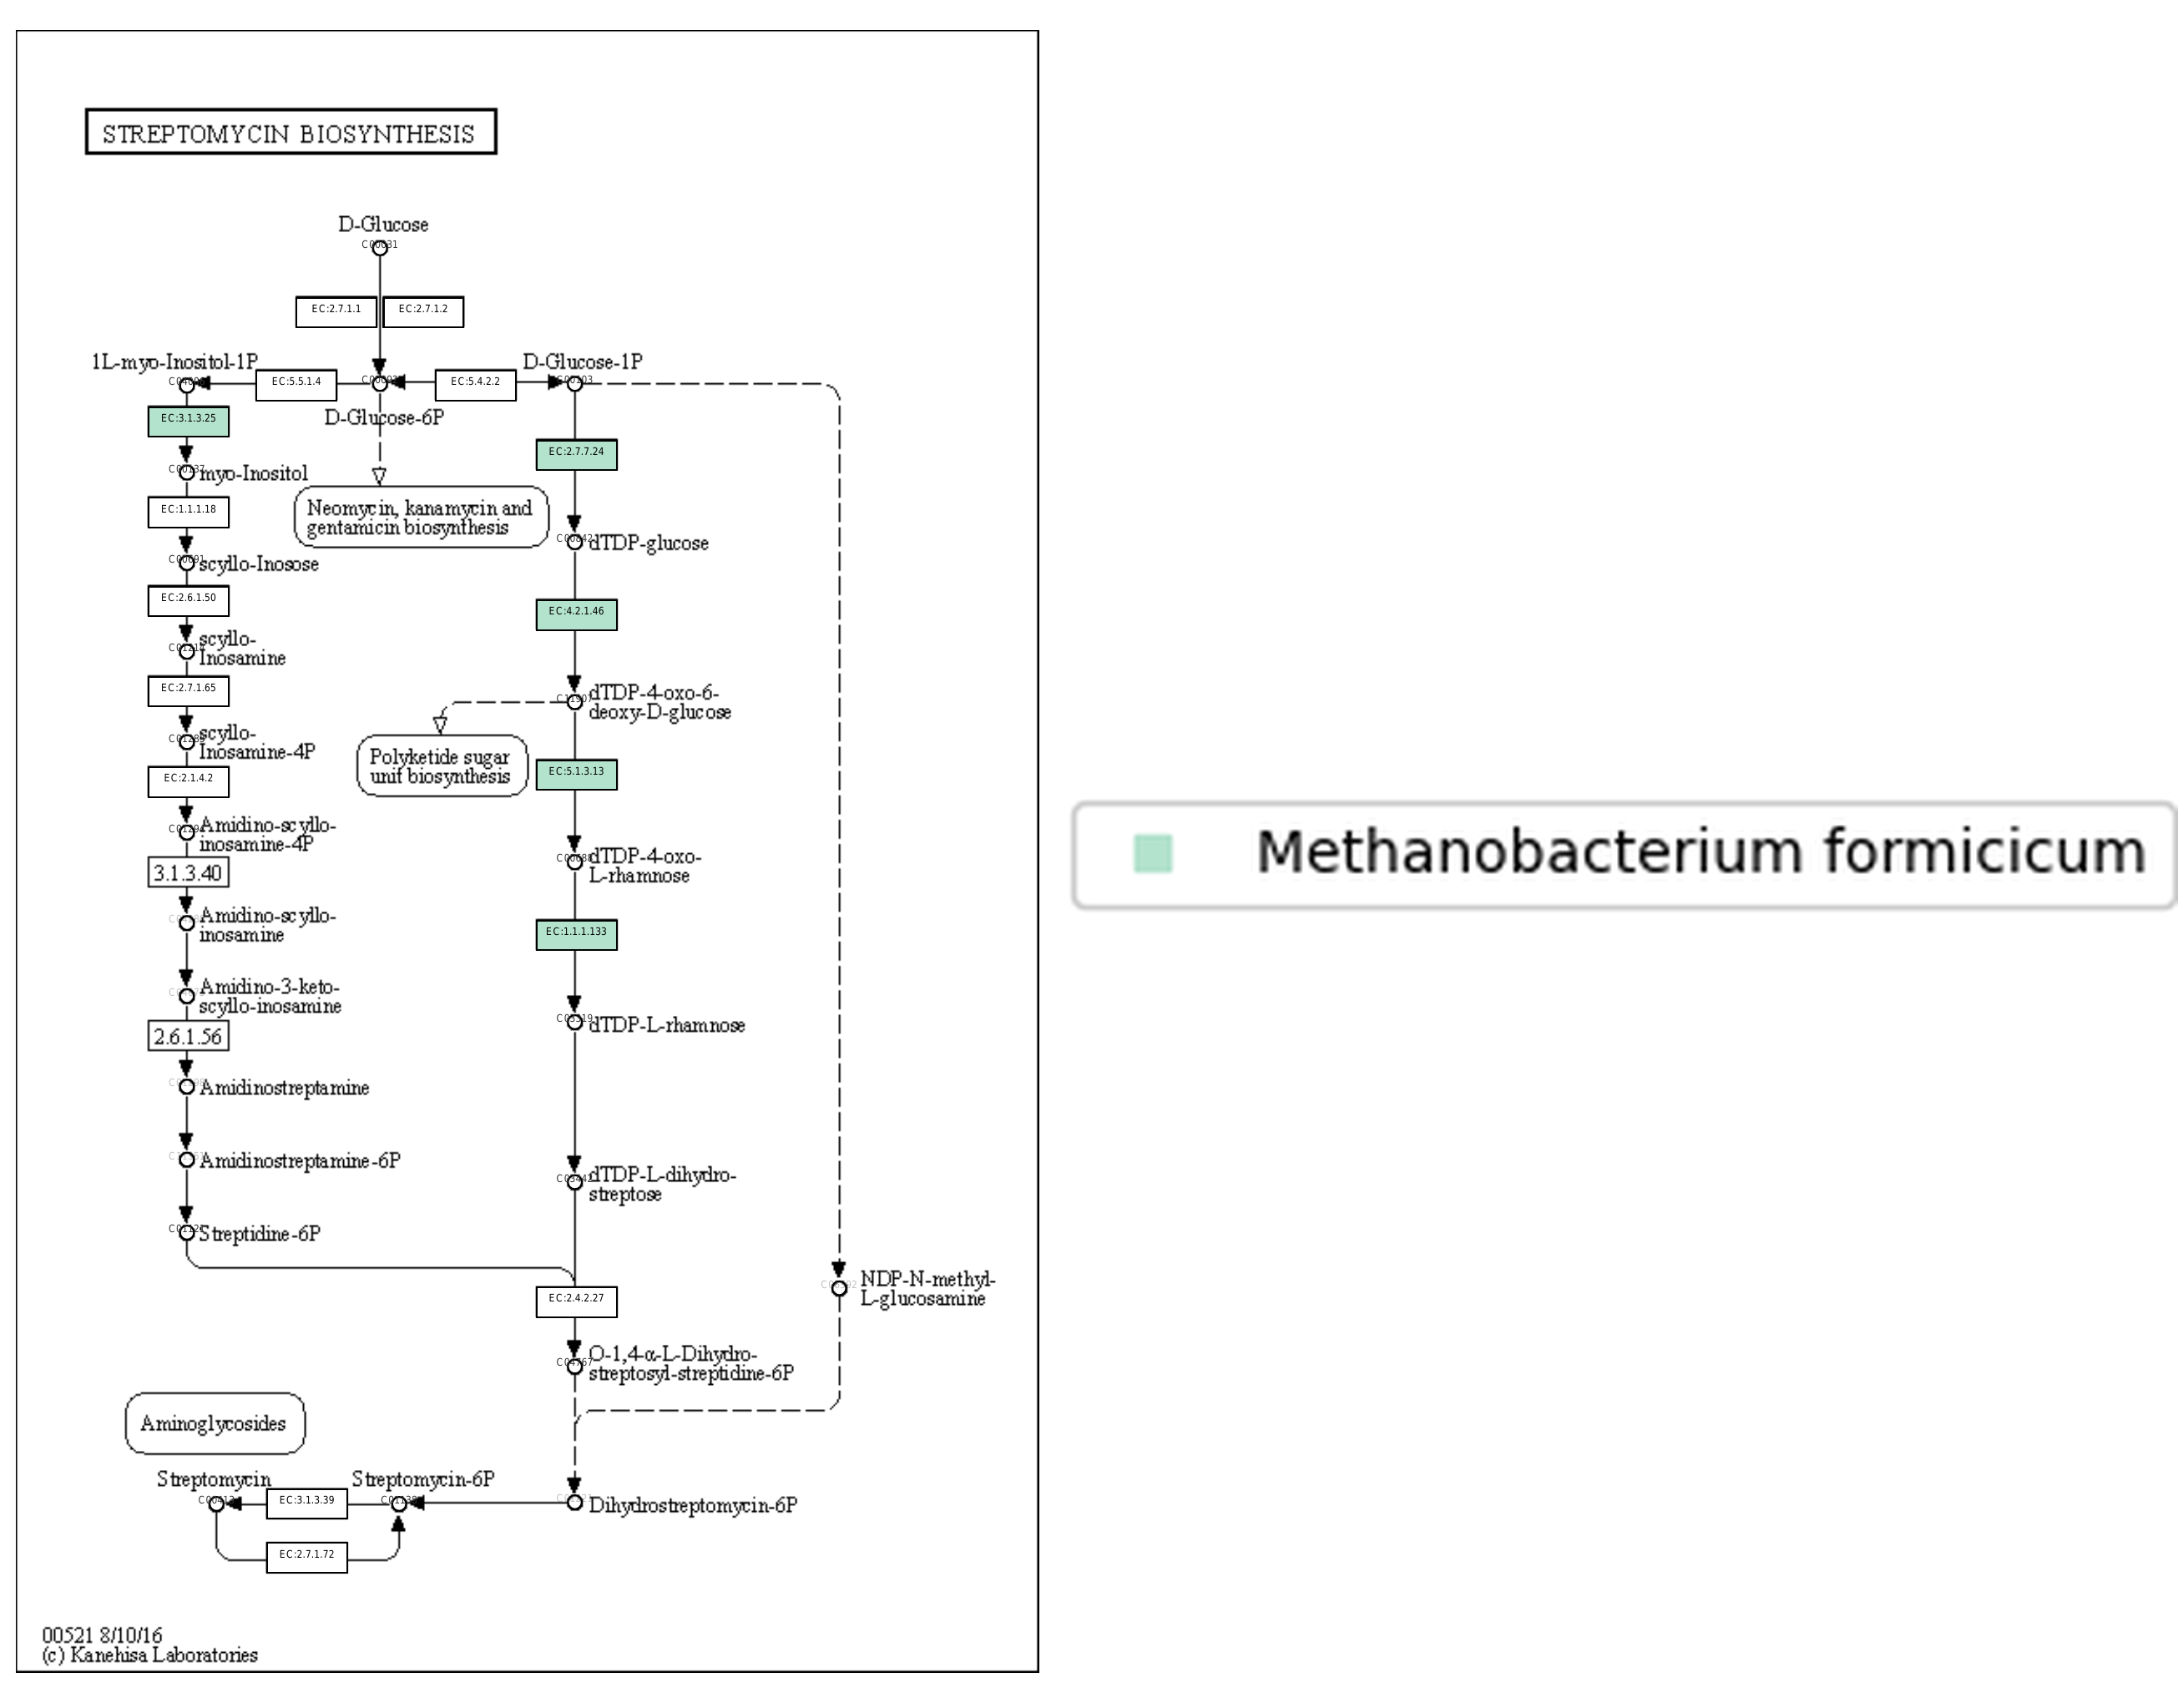 STREPTOMYCIN BIOSYNTHESIS
D-Glucose
C00031
EC:2.7.1.1
EC:2.7.1.2
1L-myo-Inositol-1P
D-Glucose-1P
EC:5.5.1.4
EC:5.4.2.2
D-Glucose-6P
EC:3.1.3.25
EC:2.7.7.24
myo-Inositol
Neomycin, kanamycin and
gentamicin biosynthesis
EC:1.1.1.18
dTDP-glucose
scyllo-Inosose
EC:2.6.1.50
EC:4.2.1.46
scyllo-
Inosamine
EC:2.7.1.65
dTDP-4-oxo-6-
deoxy-D-glucose
scyllo-
Inosamine-4P
Polyketide sugar
unit biosynthesis
EC:2.1.4.2
EC:5.1.3.13
Amidino-scyllo-
inosamine-4P
dTDP-4-oxo-
L-rhamnose
Methanobacterium formicicum
3.1.3.40
Amidino-scyllo-
inosamine
EC:1.1.1.133
Amidino-3-keto-
scyllo-inosamine
dTDP-L-rhamnose
2.6.1.56
Amidinostreptamine
Amidinostreptamine-6P
dTDP-L-dihydro-
streptose
Streptidine-6P
EC:2.4.2.27
NDP-N-methyl-
L-glucosamine
O-1,4-α-L-Dihydro-
streptosyl-streptidine-6P
Aminoglycosides
Streptomycin
Streptomycin-6P
EC:3.1.3.39
Dihydrostreptomycin-6P
EC:2.7.1.72
00521 8/10/16
(c) Kanehisa Laboratories